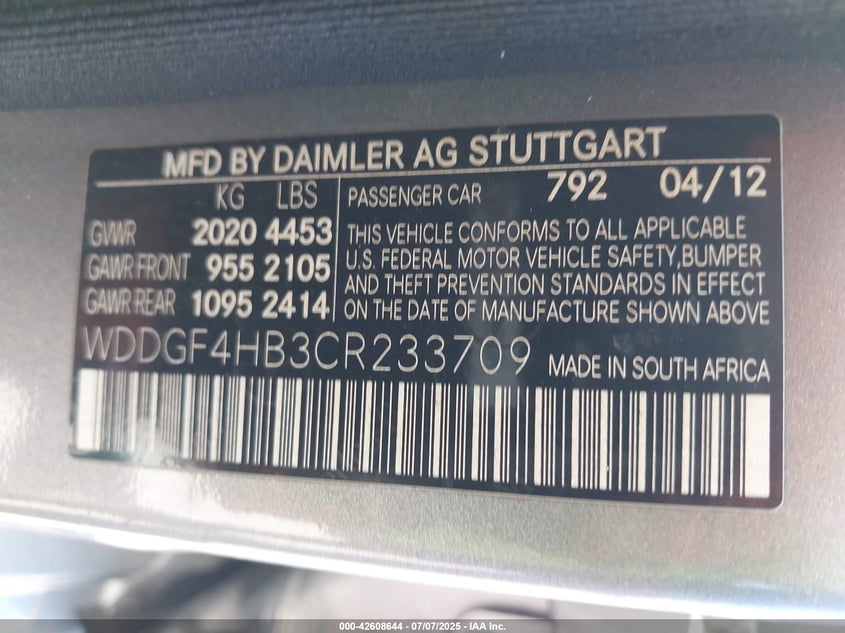 MFD BY DAIMLER AG STUTTGART
KG LBS
GVWR 2020 4453
GAWR FRONT 955 2105
GAWR REAR 1095 2414
PASSENGER CAR 792 04/12
THIS VEHICLE CONFORMS TO ALL APPLICABLE
U.S. FEDERAL MOTOR VEHICLE SAFETY,BUMPER
AND THEFT PREVENTION STANDARDS IN EFFECT
ON THE DATE OF MANUFACTURE SHOWN ABOVE
WDDGF4HB3CR233709 MADE IN SOUTH AFRICA
000-42608644 / 07/07/2025 - IAA Inc.